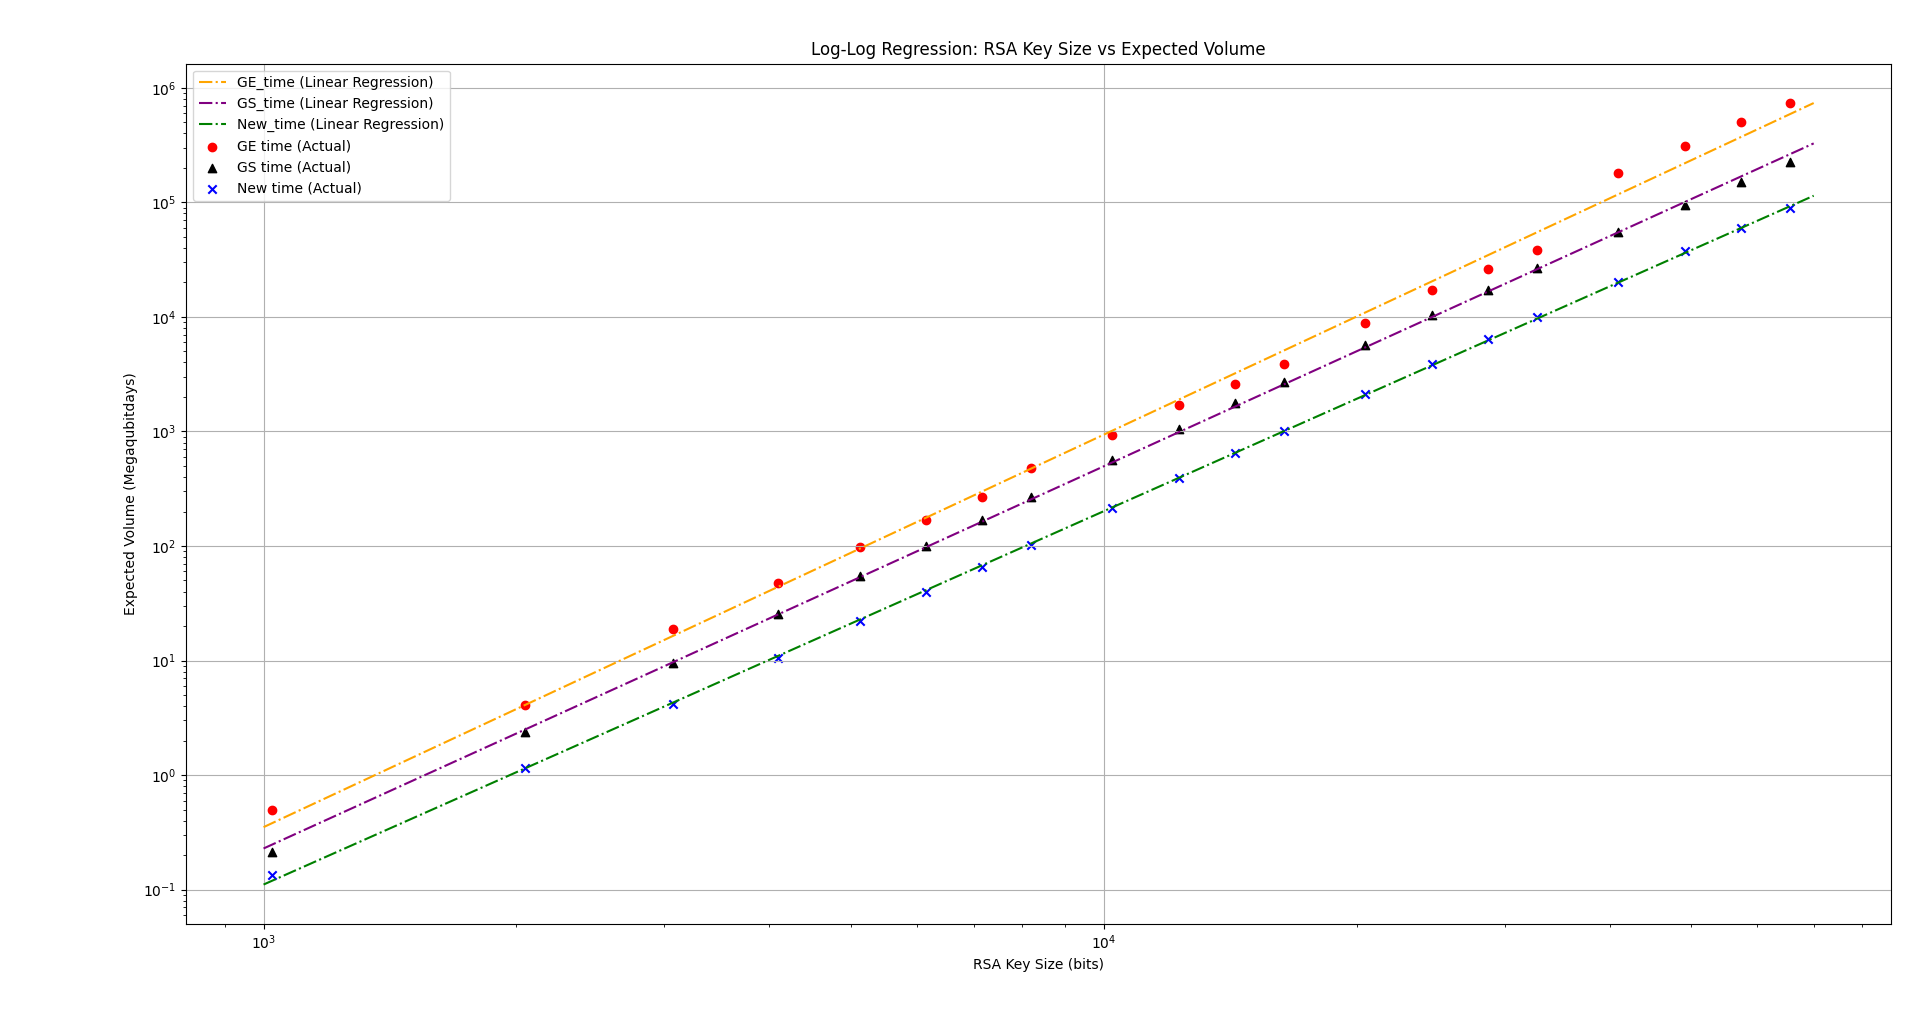 Log-Log Regression: RSA Key Size vs Expected Volume
GE_time (Linear Regression)
GS_time (Linear Regression)
New_time (Linear Regression)
GE time (Actual)
GS time (Actual)
New time (Actual)
10⁶
10⁵
10⁴
10³
10²
10¹
10⁰
10⁻¹
Expected Volume (Megaqubitdays)
10³ 10⁴
RSA Key Size (bits)